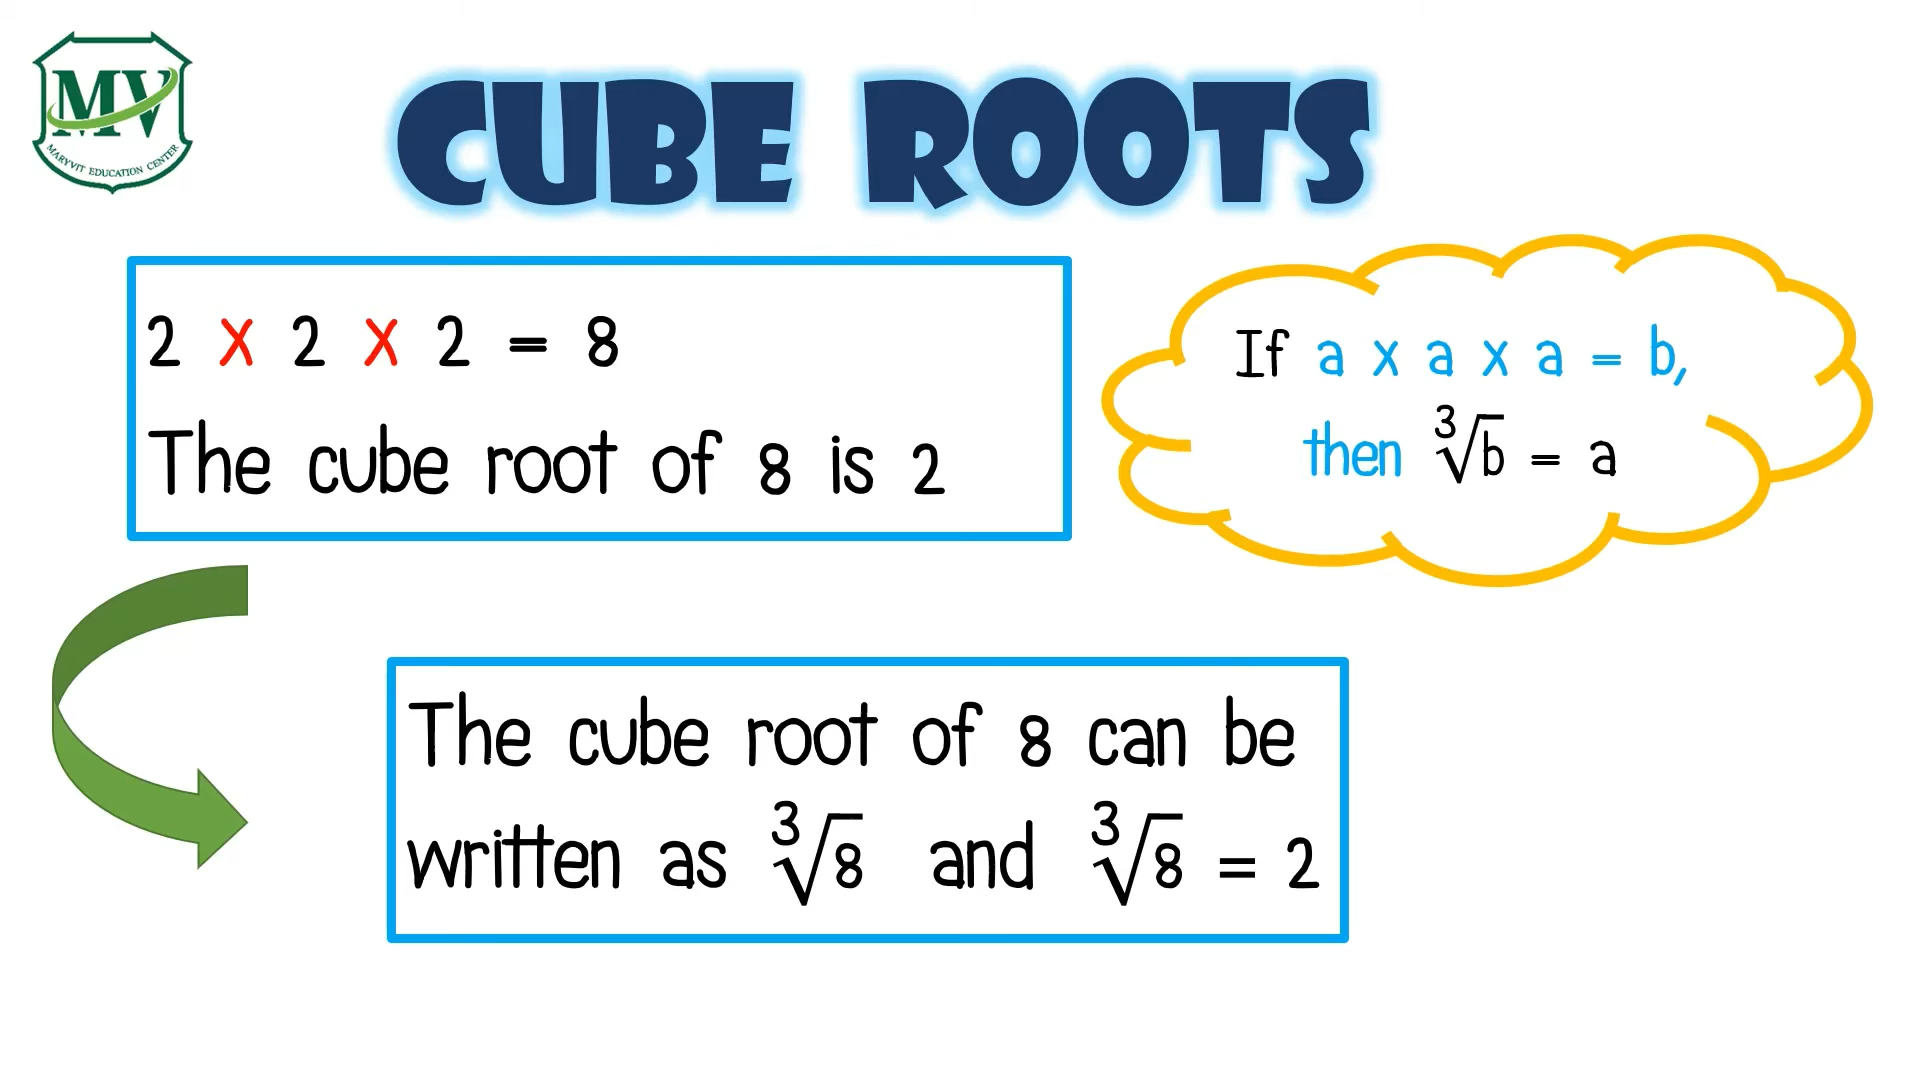 MV
MARYVIT EDUCATION CENTER
CUBE ROOTS
2 x 2 x 2 = 8
The cube root of 8 is 2
If a x a x a = b,
then ∛b = a
The cube root of 8 can be
written as ∛8 and ∛8 = 2